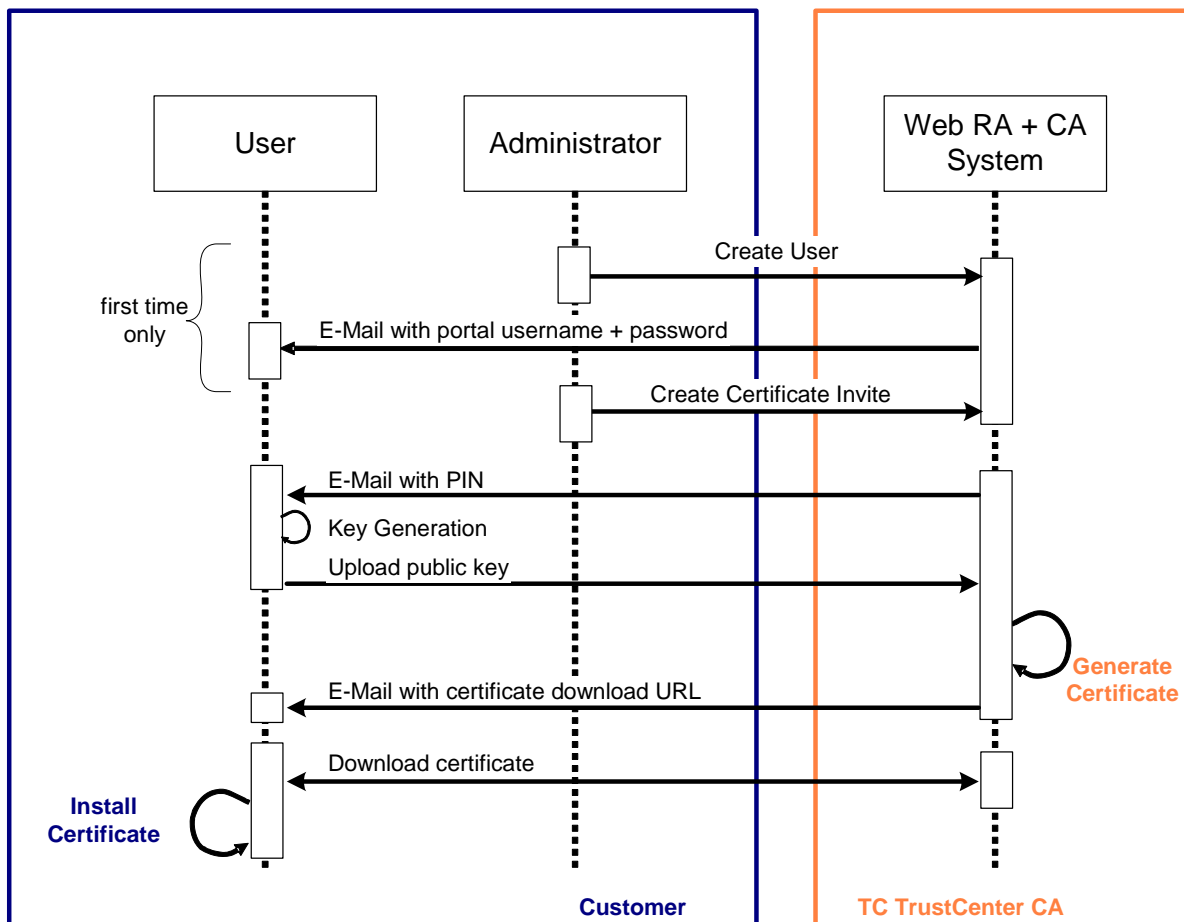 User
Administrator
Web RA + CA
System
Create User
first time
only
E-Mail with portal username + password
Create Certificate Invite
E-Mail with PIN
Key Generation
Upload public key
Generate
Certificate
E-Mail with certificate download URL
Download certificate
Install
Certificate
Customer
TC TrustCenter CA